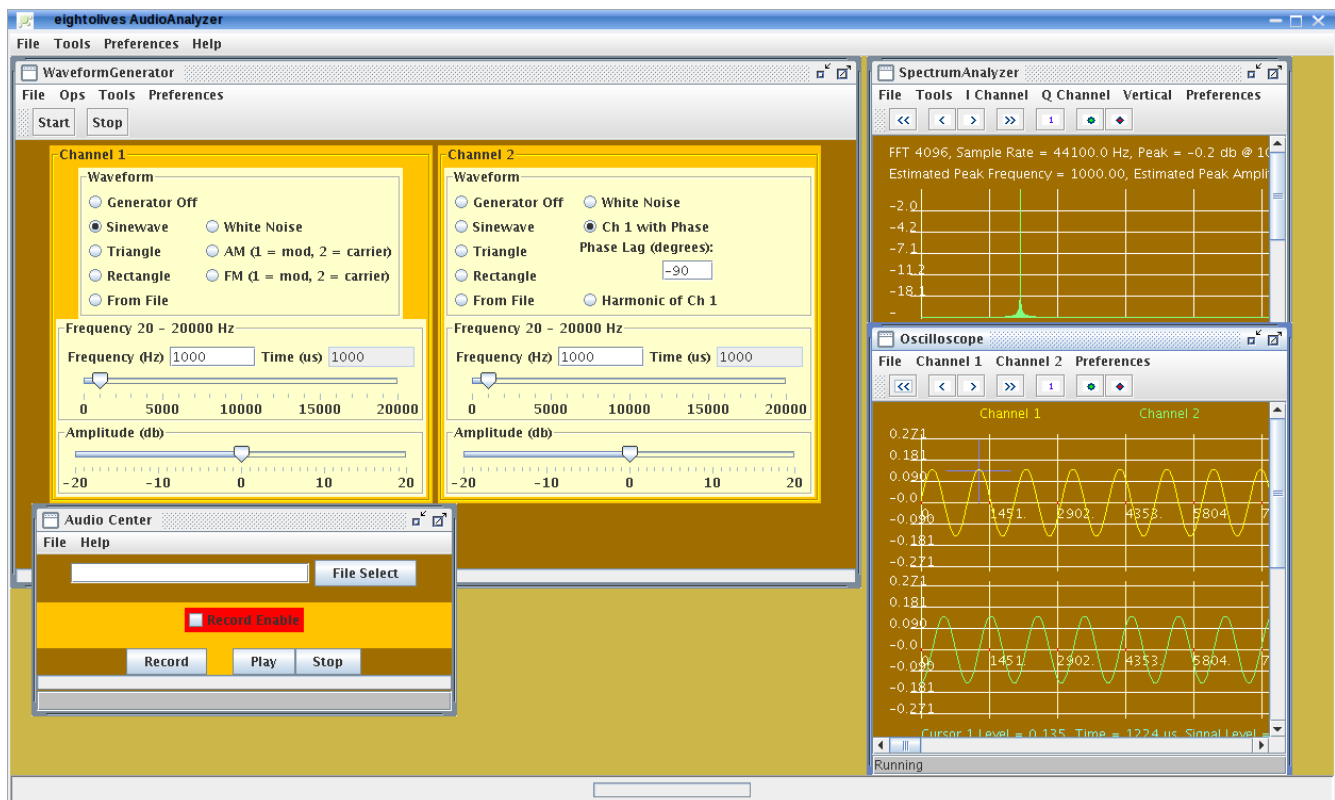 eightolives AudioAnalyzer
File Tools Preferences Help
WaveformGenerator
File Ops Tools Preferences
Start Stop
Channel 1
Waveform
Generator Off
Sinewave White Noise
Triangle AM (1 = mod, 2 = carrier)
Rectangle FM (1 = mod, 2 = carrier)
From File
Frequency 20 - 20000 Hz
Frequency (Hz) 1000 Time (us) 1000
0 5000 10000 15000 20000
Amplitude (db)
-20 -10 0 10 20
Channel 2
Waveform
Generator Off White Noise
Sinewave Ch 1 with Phase
Triangle Phase Lag (degrees):
-90
Rectangle
From File Harmonic of Ch 1
Frequency 20 - 20000 Hz
Frequency (Hz) 1000 Time (us) 1000
0 5000 10000 15000 20000
Amplitude (db)
-20 -10 0 10 20
Audio Center
File Help
File Select
Record Enable
Record Play Stop
SpectrumAnalyzer
File Tools I Channel Q Channel Vertical Preferences
<< < > >> 1
FFT 4096, Sample Rate = 44100.0 Hz, Peak = -0.2 db @ 10
Estimated Peak Frequency = 1000.00, Estimated Peak Ampli
-2.0
-4.2
-7.1
-11.2
-18.1
Oscilloscope
File Channel 1 Channel 2 Preferences
<< < > >> 1
Channel 1 Channel 2
0.271
0.181
0.090
-0.0
0. 1451. 2902. 4353. 5804. 7
-0.090
-0.181
-0.271
0.271
0.181
0.090
-0.0
0. 1451. 2902. 4353. 5804. 7
-0.090
-0.181
-0.271
Cursor 1 Level = 0.135, Time = 1224 us, Signal Level =
Running